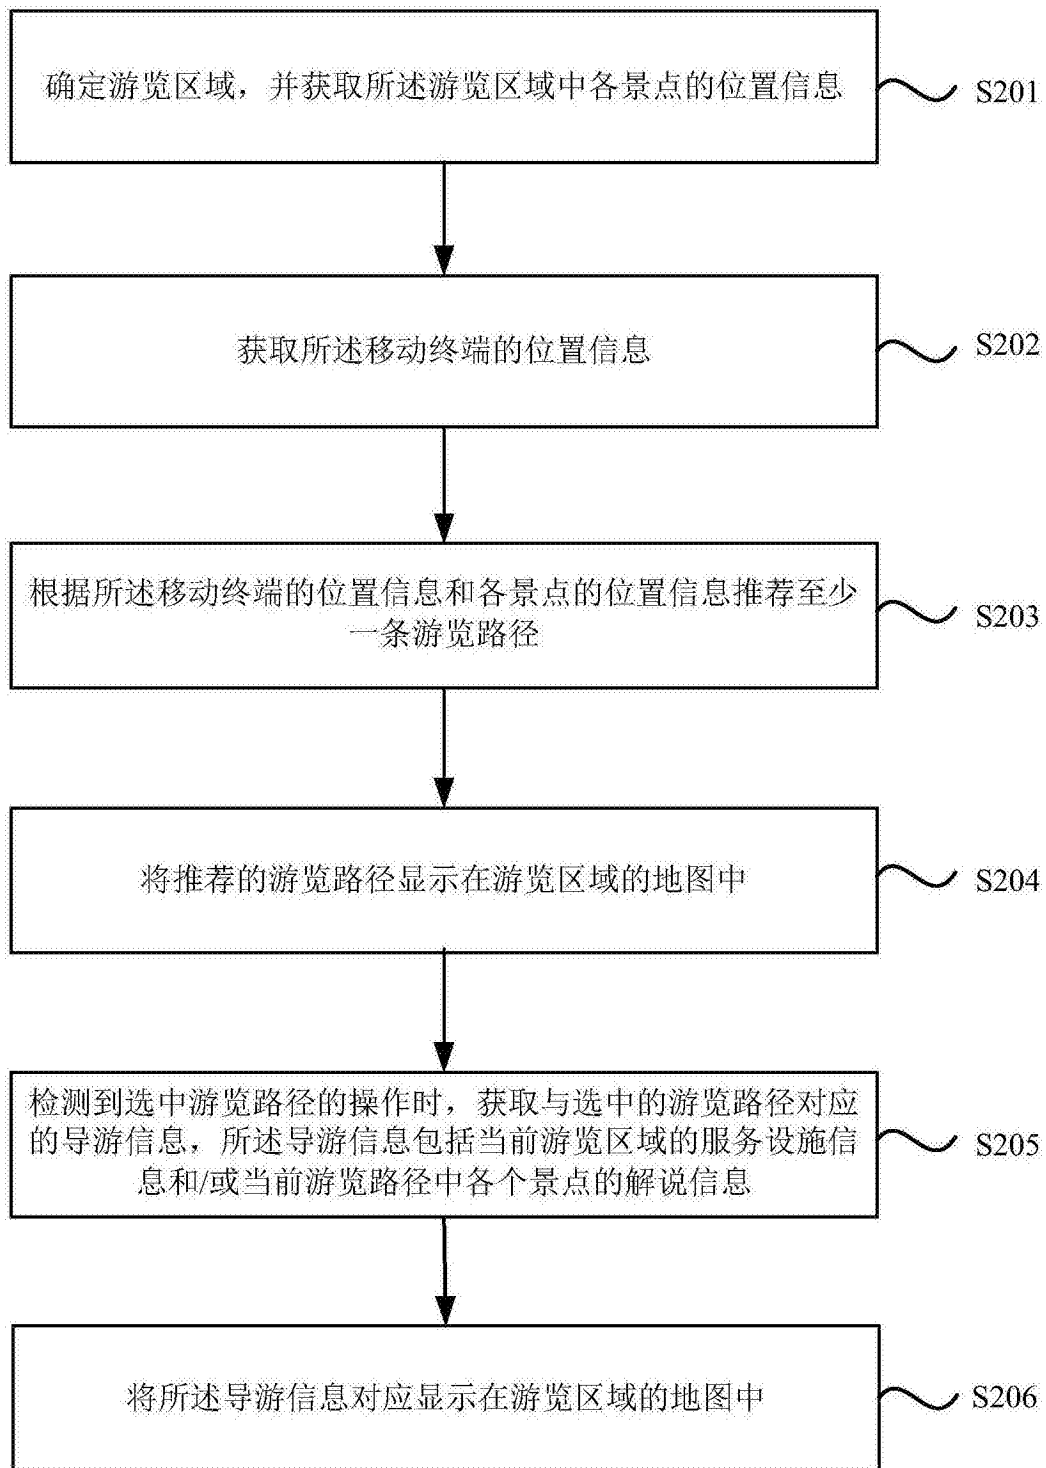 确定游览区域，并获取所述游览区域中各景点的位置信息
S201
获取所述移动终端的位置信息
S202
根据所述移动终端的位置信息和各景点的位置信息推荐至少
一条游览路径
S203
将推荐的游览路径显示在游览区域的地图中
S204
检测到选中游览路径的操作时，获取与选中的游览路径对应
的导游信息，所述导游信息包括当前游览区域的服务设施信
息和/或当前游览路径中各个景点的解说信息
S205
将所述导游信息对应显示在游览区域的地图中
S206